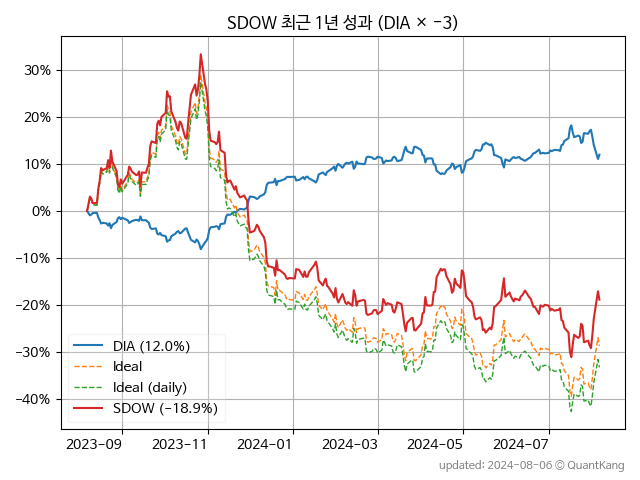 SDOW 최근 1년 성과 (DIA × −3)
30%
20%
10%
0%
−10%
−20%
−30%
−40%
DIA (12.0%)
Ideal
Ideal (daily)
SDOW (−18.9%)
2023−09
2023−11
2024−01
2024−03
2024−05
2024−07
updated: 2024−08−06 © QuantKang